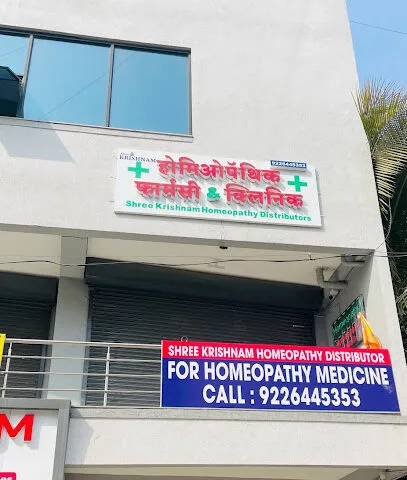 KRISHNAM
9226445353
होमिओपॅथिक
फार्मसी & क्लिनिक
Shree Krishnam Homeopathy Distributors
SHREE KRISHNAM HOMEOPATHY DISTRIBUTOR
FOR HOMEOPATHY MEDICINE
CALL : 9226445353
M